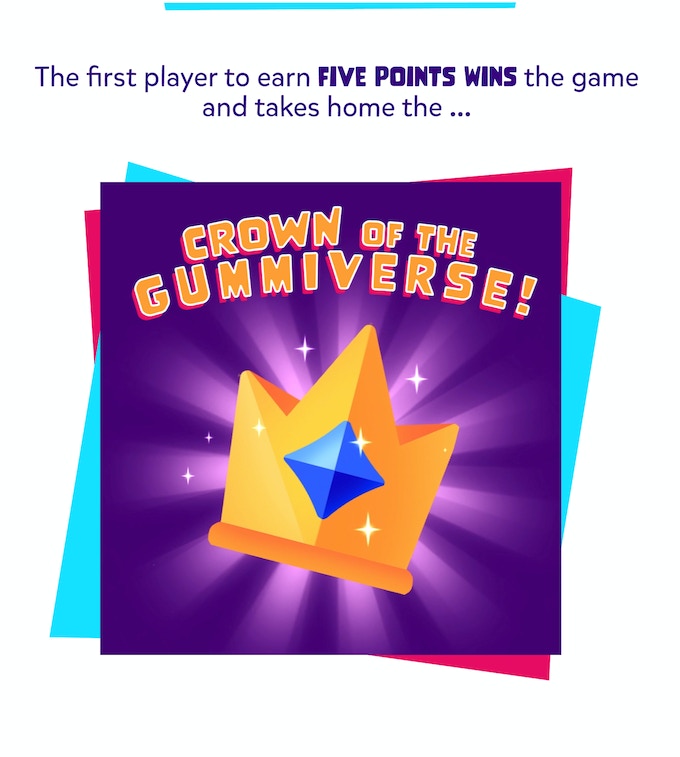 The first player to earn FIVE POINTS WINS the game
and takes home the ...
CROWN OF THE
GUMMIVERSE!